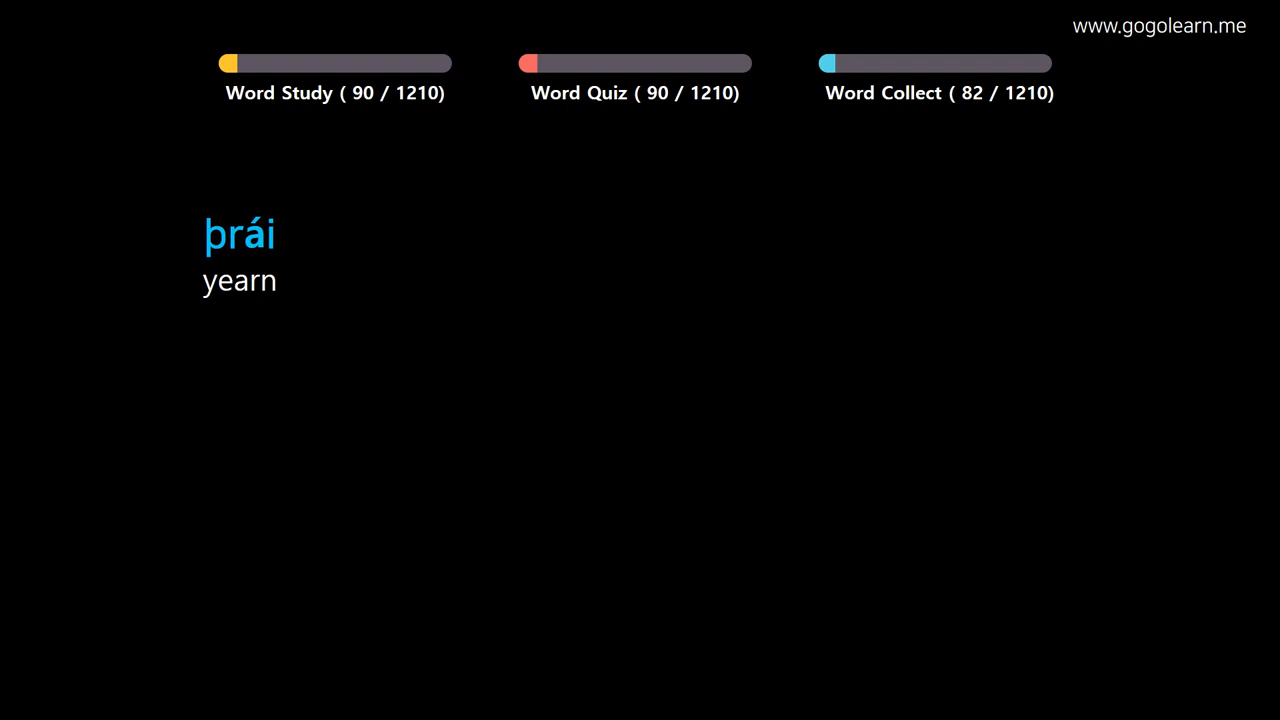 www.gogolearn.me
Word Study ( 90 / 1210)
Word Quiz ( 90 / 1210)
Word Collect ( 82 / 1210)
þrái
yearn